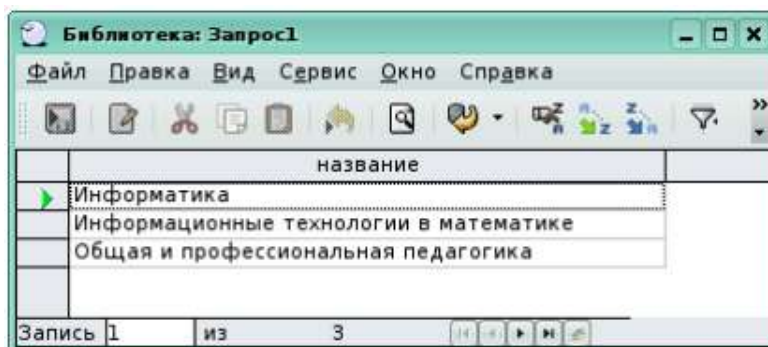 Библиотека: Запрос1
Файл Правка Вид Сервис Окно Справка
название
Информатика
Информационные технологии в математике
Общая и профессиональная педагогика
Запись 1 из 3